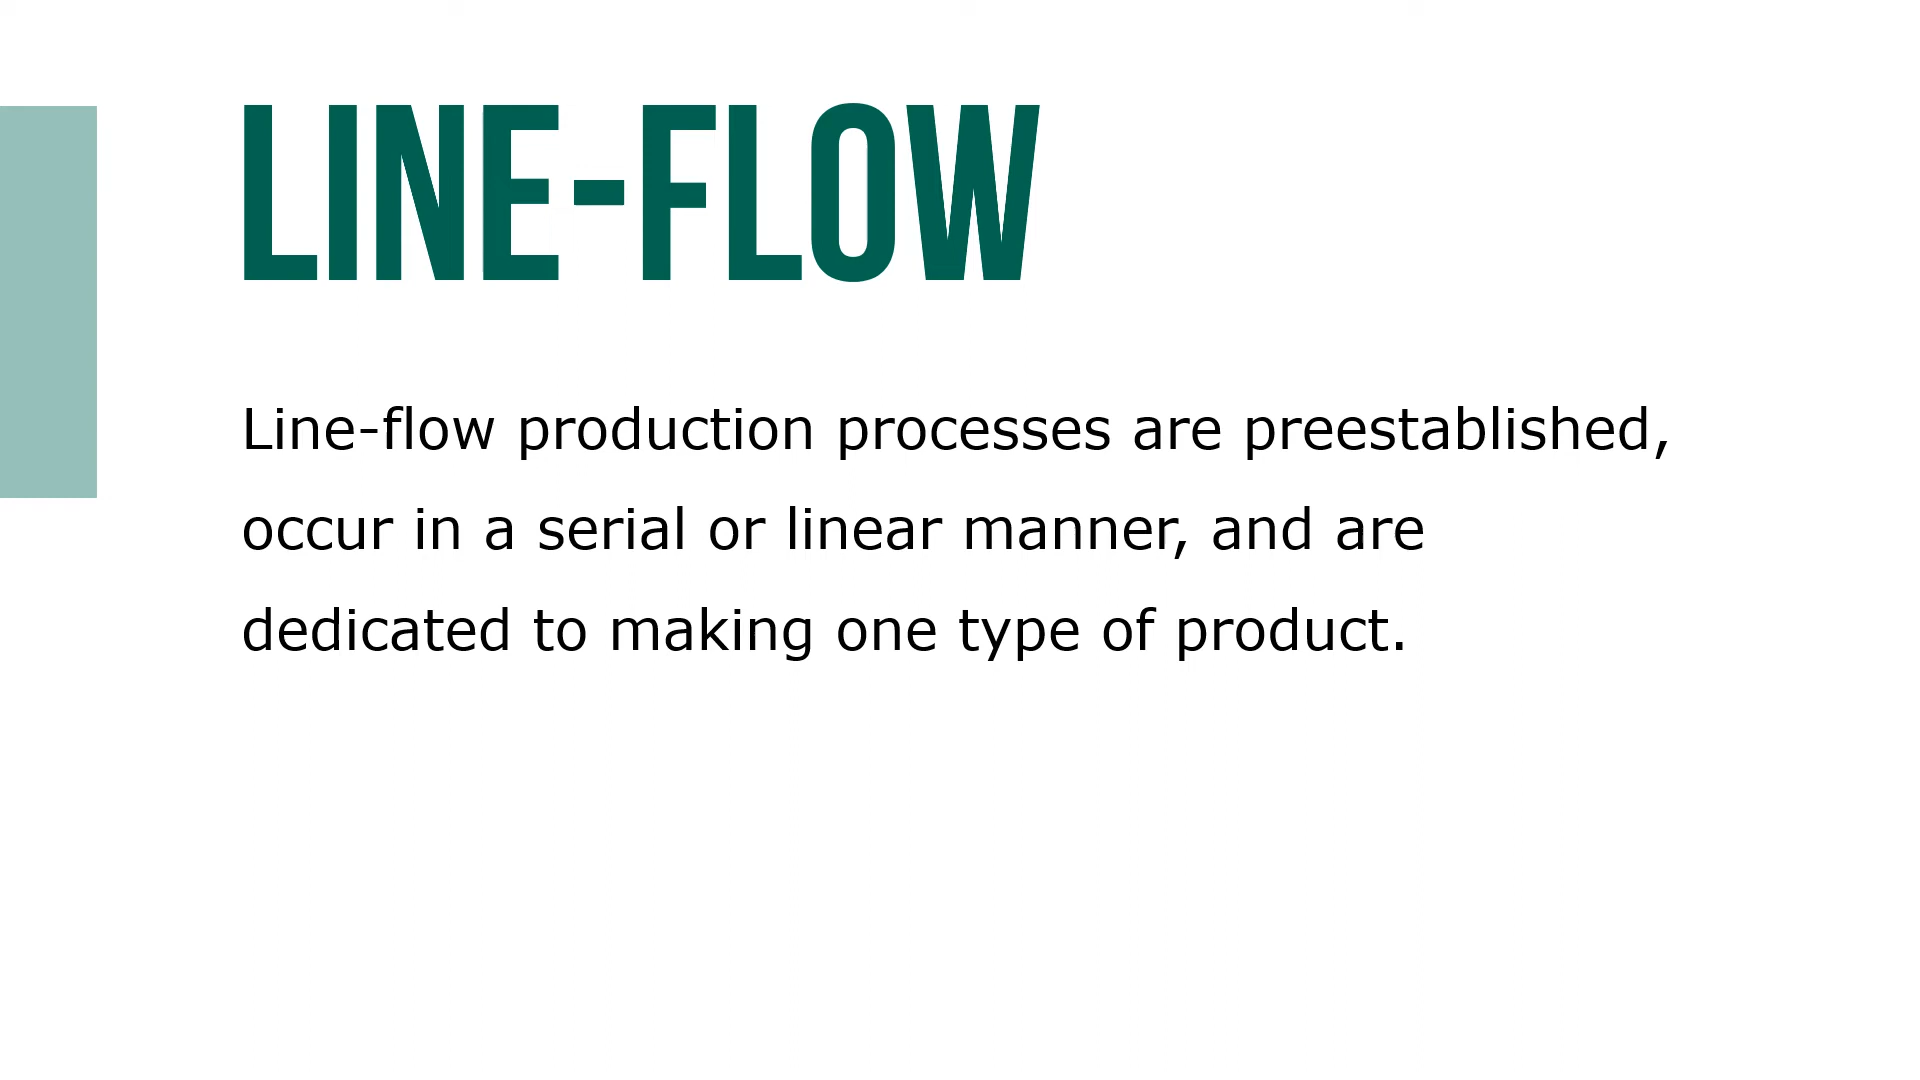 LINE-FLOW
Line-flow production processes are preestablished,
occur in a serial or linear manner, and are
dedicated to making one type of product.